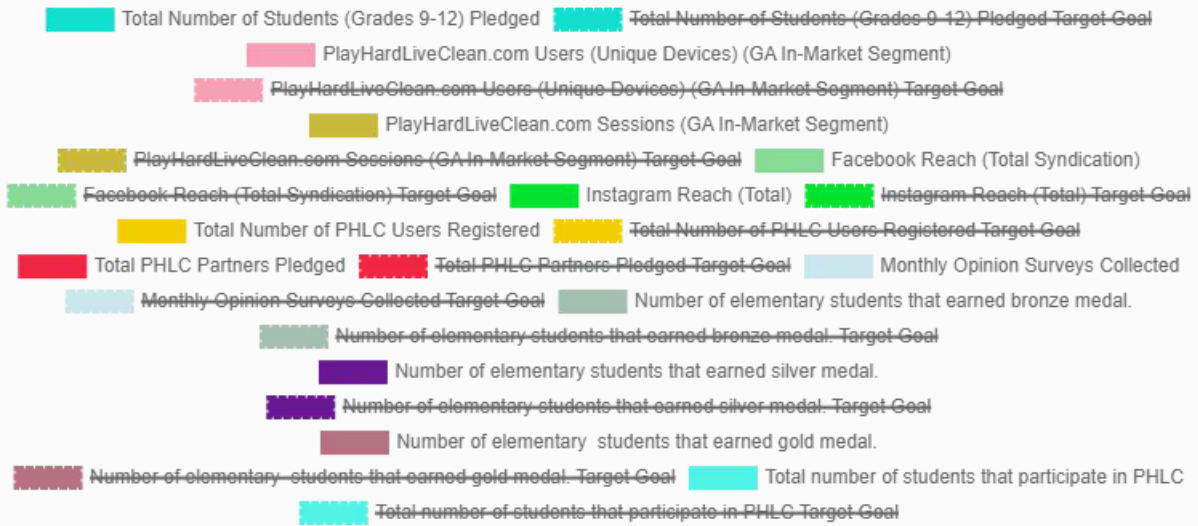 Total Number of Students (Grades 9-12) Pledged Total Number of Students (Grades 9-12) Pledged Target Goal
PlayHardLiveClean.com Users (Unique Devices) (GA In-Market Segment)
PlayHardLiveClean.com Users (Unique Devices) (GA In-Market Segment) Target Goal
PlayHardLiveClean.com Sessions (GA In-Market Segment)
PlayHardLiveClean.com Sessions (GA In-Market Segment) Target Goal Facebook Reach (Total Syndication)
Facebook Reach (Total Syndication) Target Goal Instagram Reach (Total) Instagram Reach (Total) Target Goal
Total Number of PHLC Users Registered Total Number of PHLC Users Registered Target Goal
Total PHLC Partners Pledged Total PHLC Partners Pledged Target Goal Monthly Opinion Surveys Collected
Monthly Opinion Surveys Collected Target Goal Number of elementary students that earned bronze medal.
Number of elementary students that earned bronze medal. Target Goal
Number of elementary students that earned silver medal.
Number of elementary students that earned silver medal. Target Goal
Number of elementary  students that earned gold medal.
Number of elementary  students that earned gold medal. Target Goal Total number of students that participate in PHLC
Total number of students that participate in PHLC Target Goal